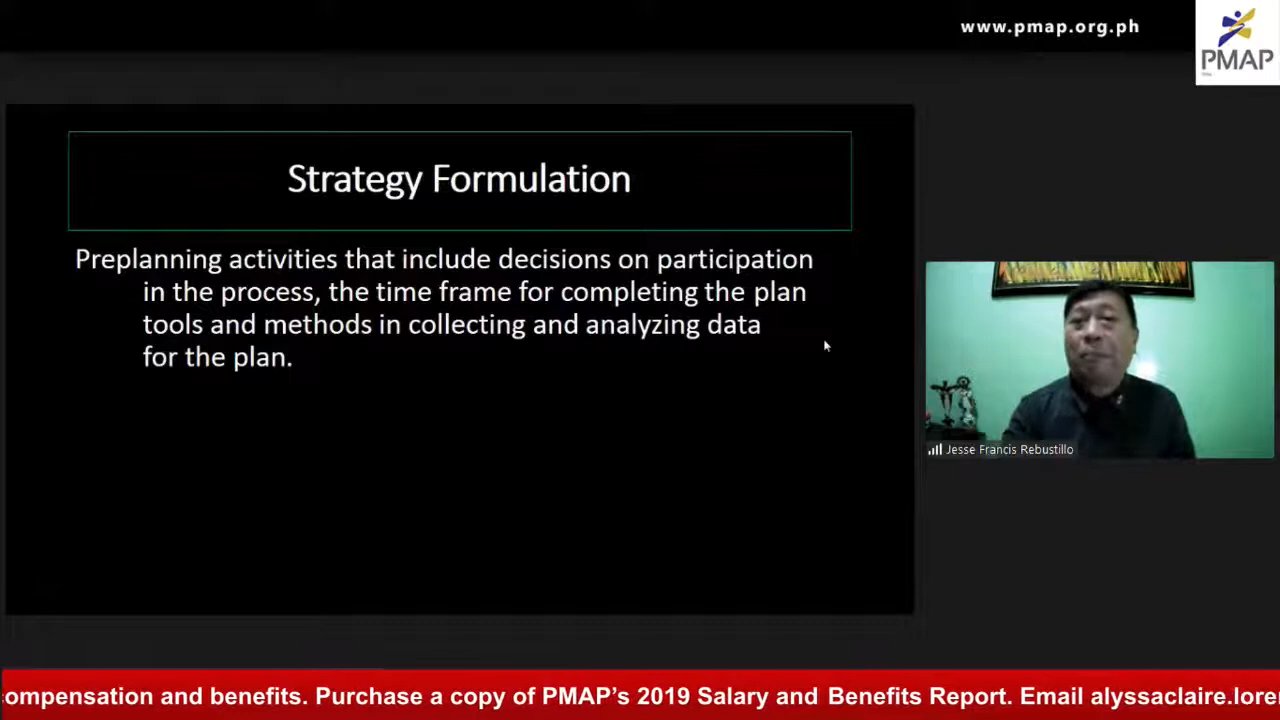 www.pmap.org.ph
PMAP
Strategy Formulation
Preplanning activities that include decisions on participation
in the process, the time frame for completing the plan
tools and methods in collecting and analyzing data
for the plan.
Jesse Francis Rebustillo
ompensation and benefits. Purchase a copy of PMAP’s 2019 Salary and Benefits Report. Email alyssaclaire.lore